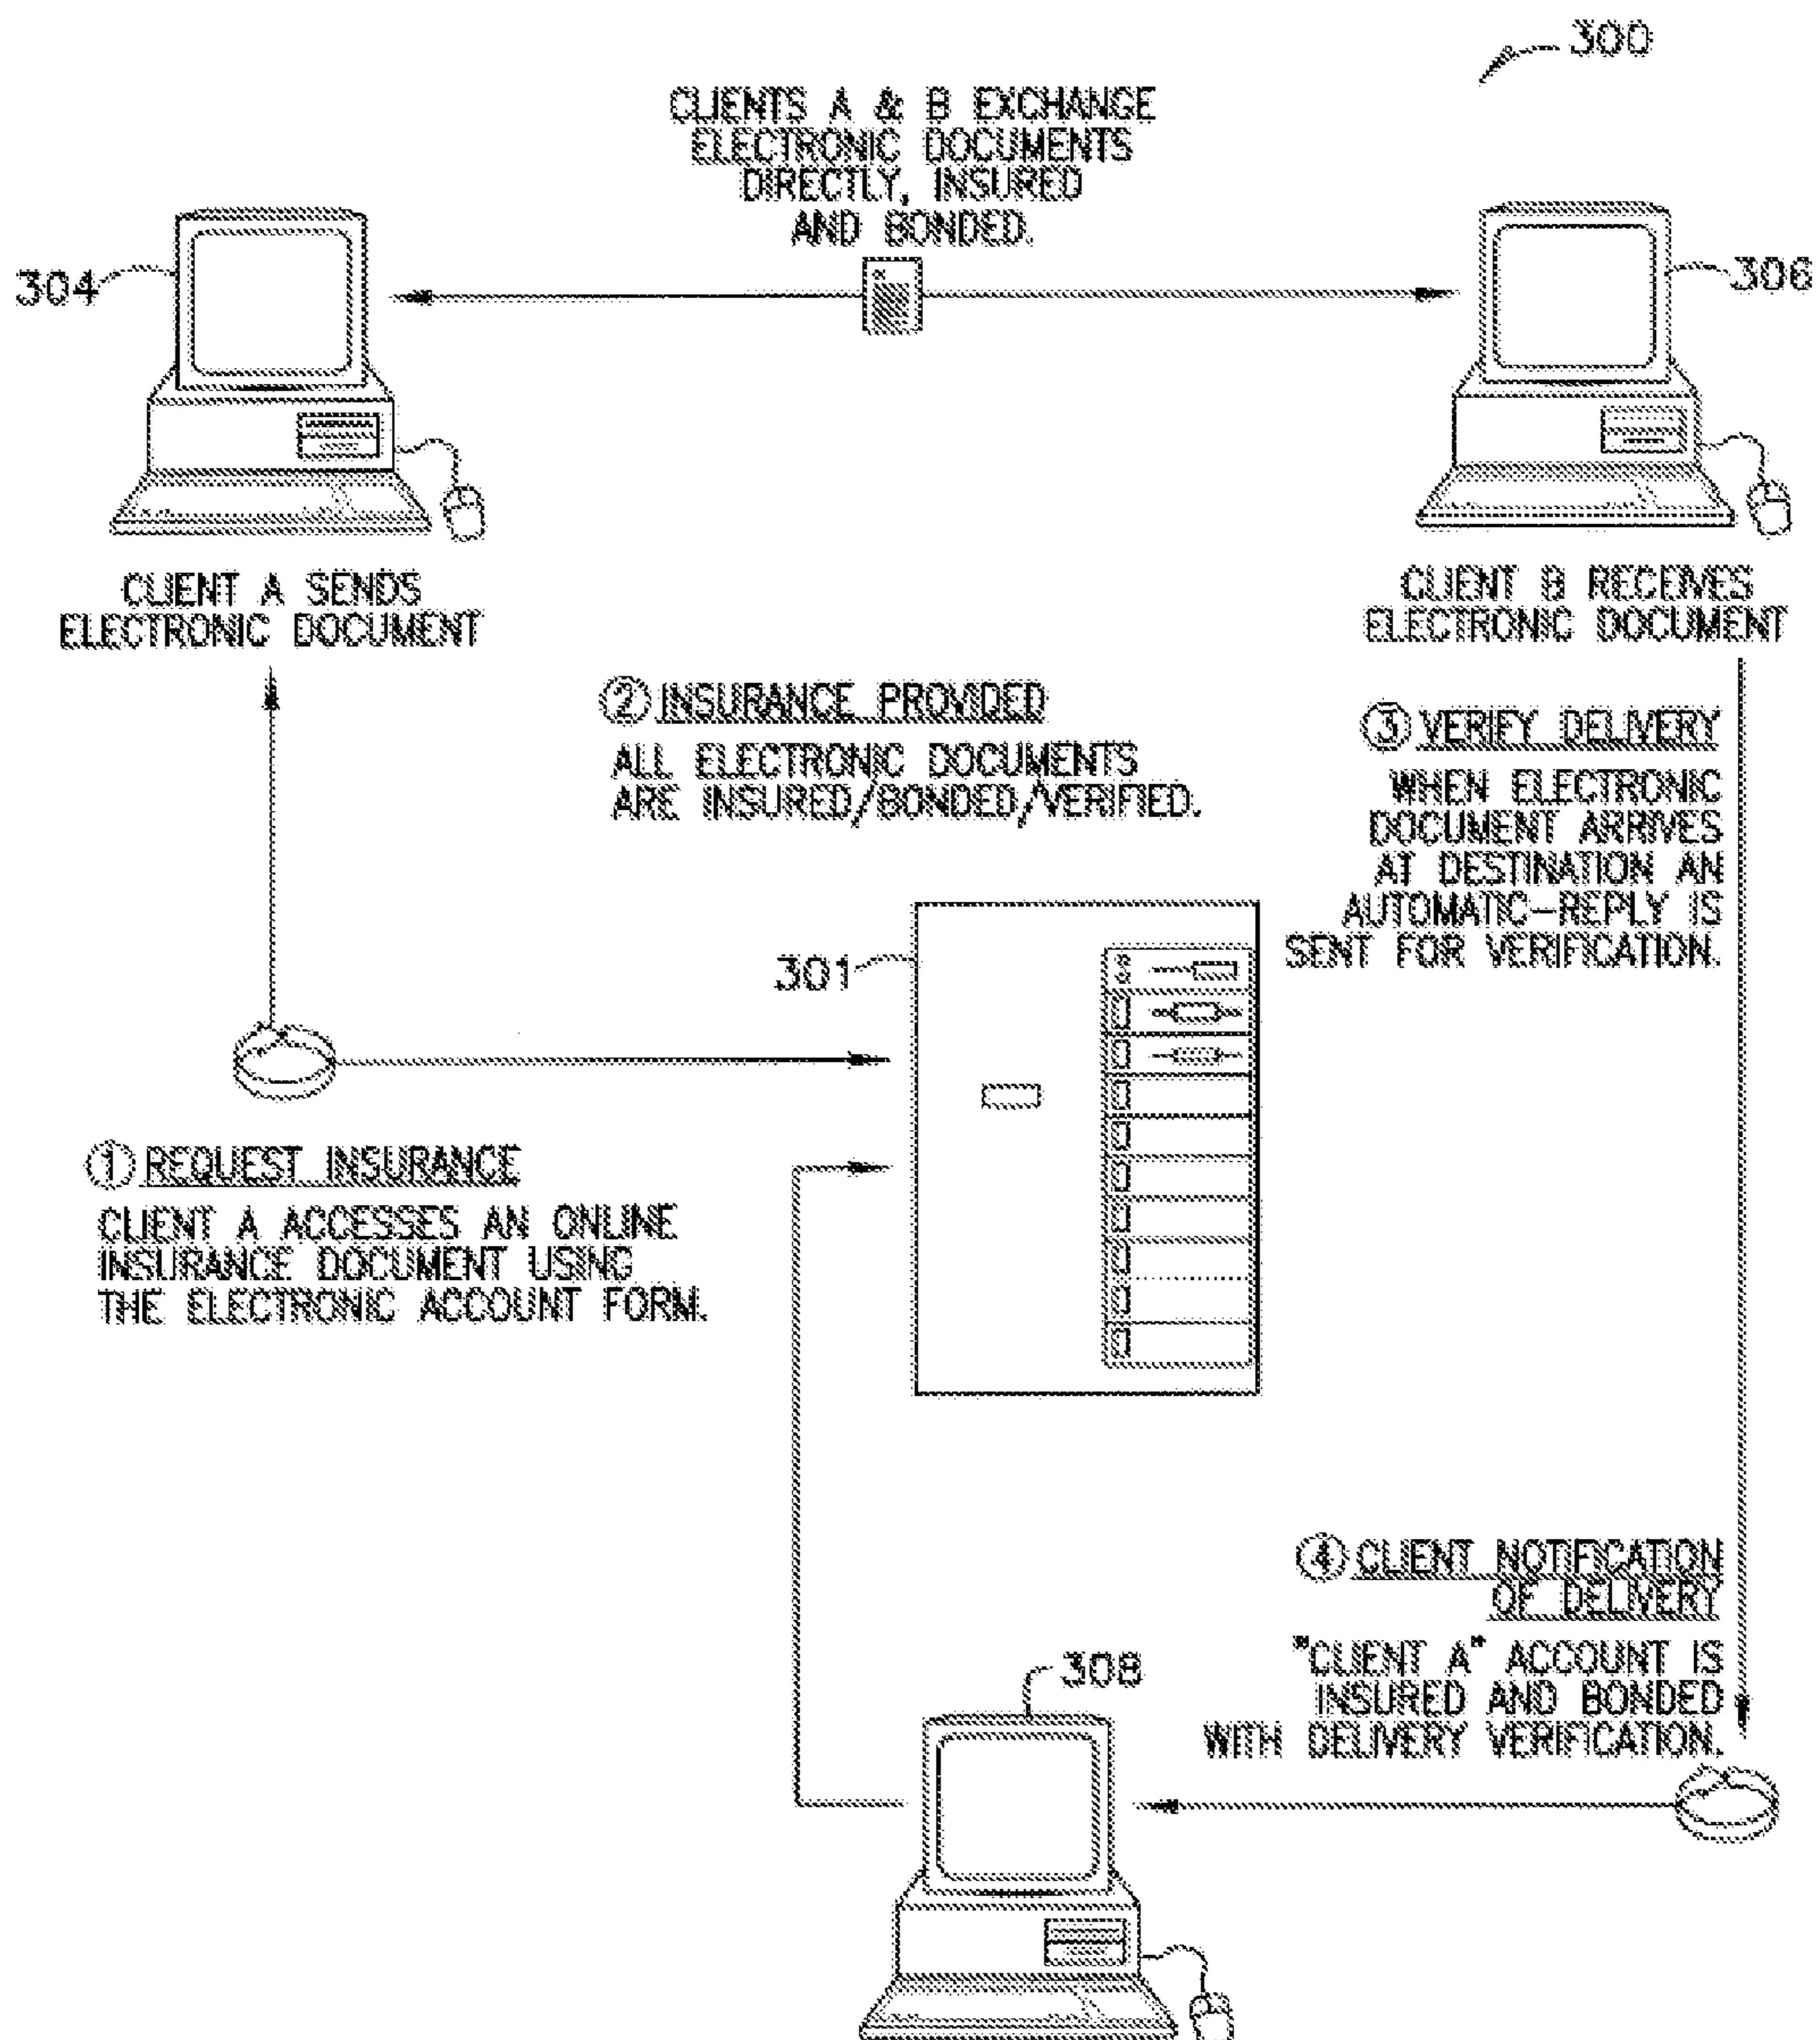 300
CLIENTS A & B EXCHANGE
ELECTRONIC DOCUMENTS
DIRECTLY, INSURED
AND BONDED.
304
306
CLIENT A SENDS
ELECTRONIC DOCUMENT
CLIENT B RECEIVES
ELECTRONIC DOCUMENT
② INSURANCE PROVIDED
ALL ELECTRONIC DOCUMENTS
ARE INSURED/BONDED/VERIFIED.
③ VERIFY DELIVERY
WHEN ELECTRONIC
DOCUMENT ARRIVES
AT DESTINATION AN
AUTOMATIC-REPLY IS
SENT FOR VERIFICATION.
301
① REQUEST INSURANCE
CLIENT A ACCESSES AN ONLINE
INSURANCE DOCUMENT USING
THE ELECTRONIC ACCOUNT FORM.
④ CLIENT NOTIFICATION
OF DELIVERY
"CLIENT A" ACCOUNT IS
INSURED AND BONDED
WITH DELIVERY VERIFICATION.
308